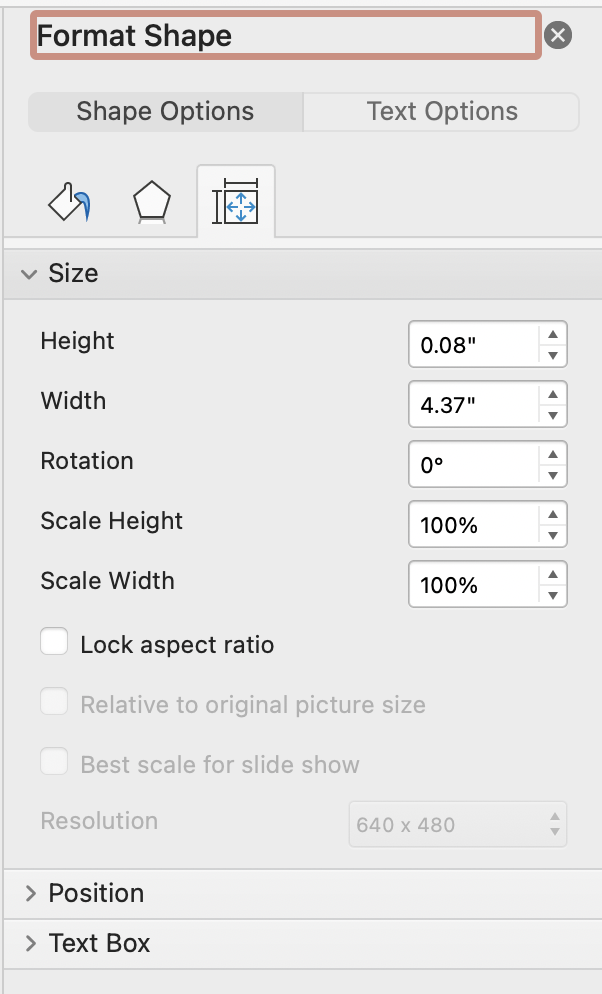 Format Shape
Shape Options Text Options
Size
Height 0.08"
Width 4.37"
Rotation 0°
Scale Height 100%
Scale Width 100%
Lock aspect ratio
Relative to original picture size
Best scale for slide show
Resolution 640 x 480
Position
Text Box